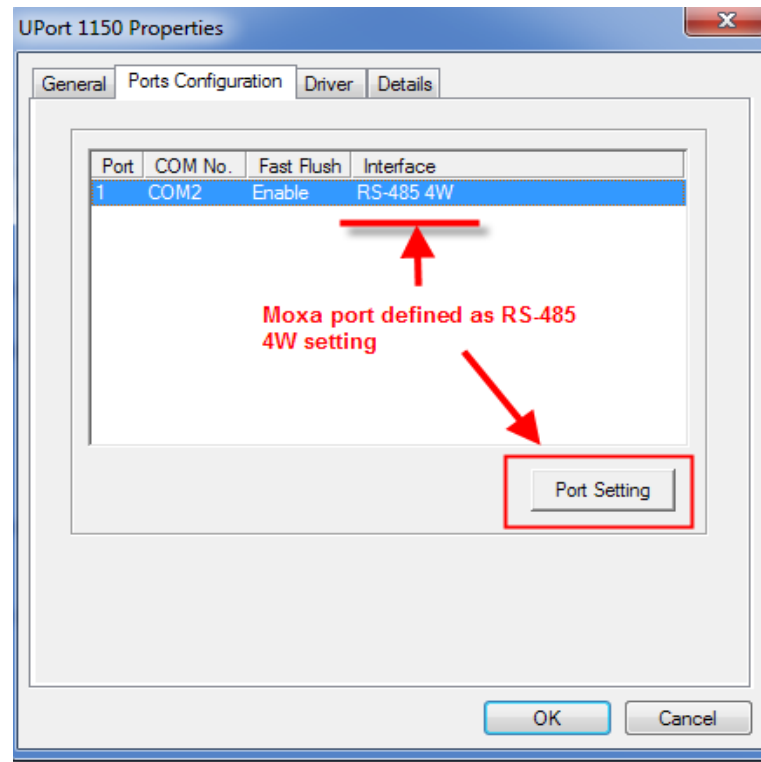 UPort 1150 Properties
General Ports Configuration Driver Details
Port COM No. Fast Flush Interface
1 COM2 Enable RS-485 4W
Moxa port defined as RS-485
4W setting
Port Setting
OK Cancel